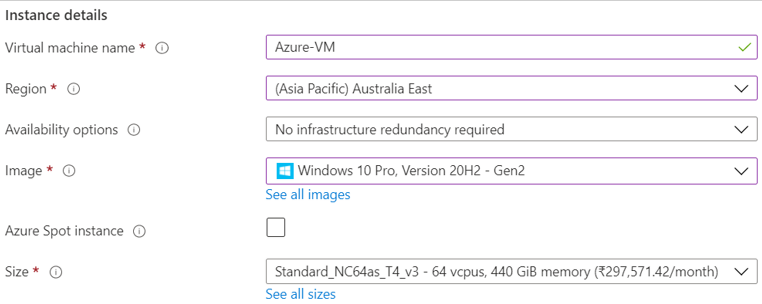 Instance details
Virtual machine name * Azure-VM
Region * (Asia Pacific) Australia East
Availability options No infrastructure redundancy required
Image * Windows 10 Pro, Version 20H2 - Gen2
See all images
Azure Spot instance
Size * Standard_NC64as_T4_v3 - 64 vcpus, 440 GiB memory (₹297,571.42/month)
See all sizes